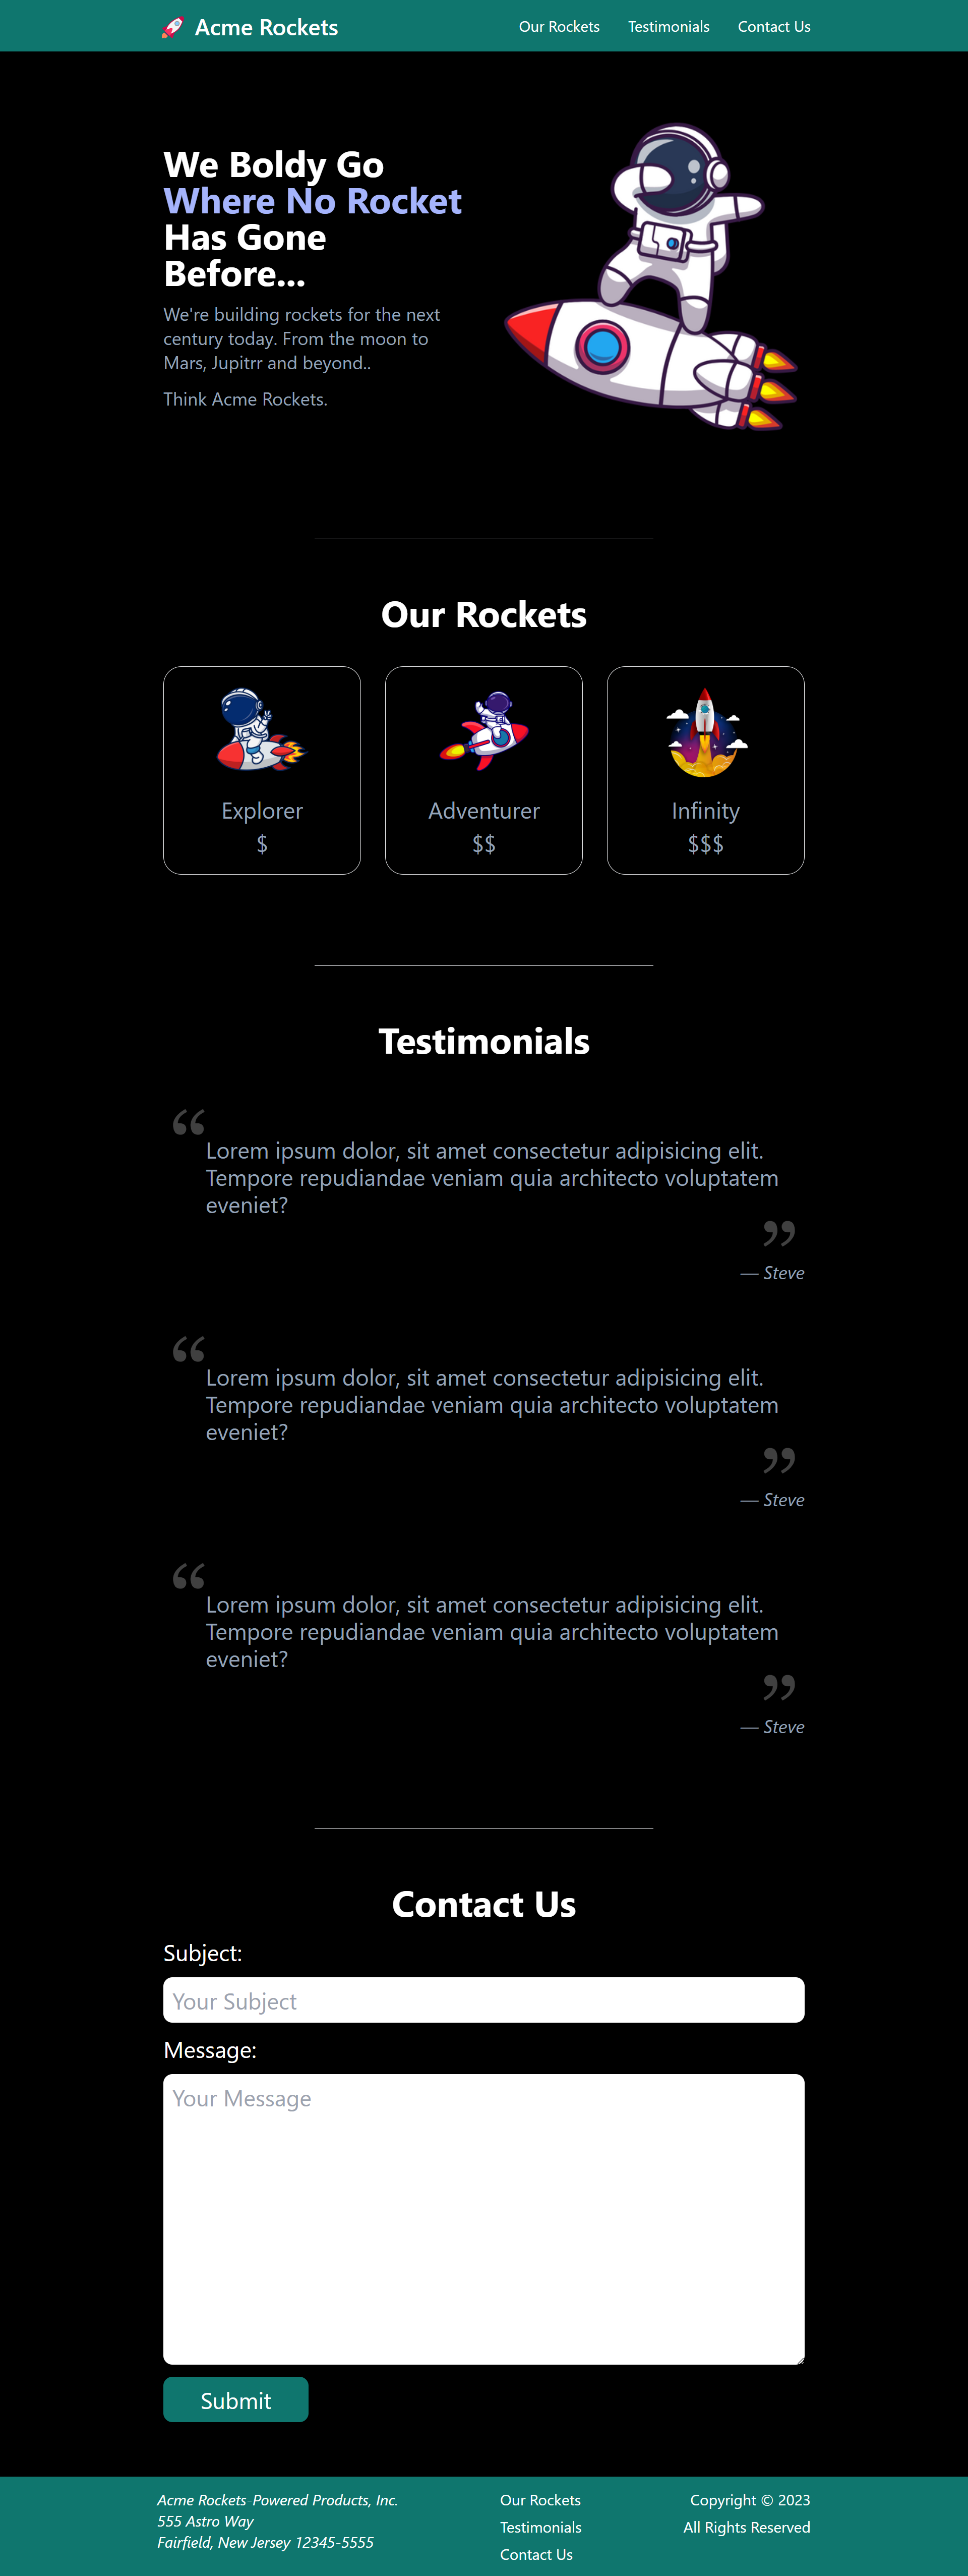 Acme Rockets
Our Rockets
Testimonials
Contact Us
We Boldy Go
Where No Rocket
Has Gone
Before...
We're building rockets for the next
century today. From the moon to
Mars, Jupitrr and beyond..
Think Acme Rockets.
Our Rockets
Explorer
$
Adventurer
$$
Infinity
$$$
Testimonials
“
Lorem ipsum dolor, sit amet consectetur adipisicing elit.
Tempore repudiandae veniam quia architecto voluptatem
eveniet?
”
— Steve
“
Lorem ipsum dolor, sit amet consectetur adipisicing elit.
Tempore repudiandae veniam quia architecto voluptatem
eveniet?
”
— Steve
“
Lorem ipsum dolor, sit amet consectetur adipisicing elit.
Tempore repudiandae veniam quia architecto voluptatem
eveniet?
”
— Steve
Contact Us
Subject:
Your Subject
Message:
Your Message
Submit
Acme Rockets-Powered Products, Inc.
555 Astro Way
Fairfield, New Jersey 12345-5555
Our Rockets
Testimonials
Contact Us
Copyright © 2023
All Rights Reserved